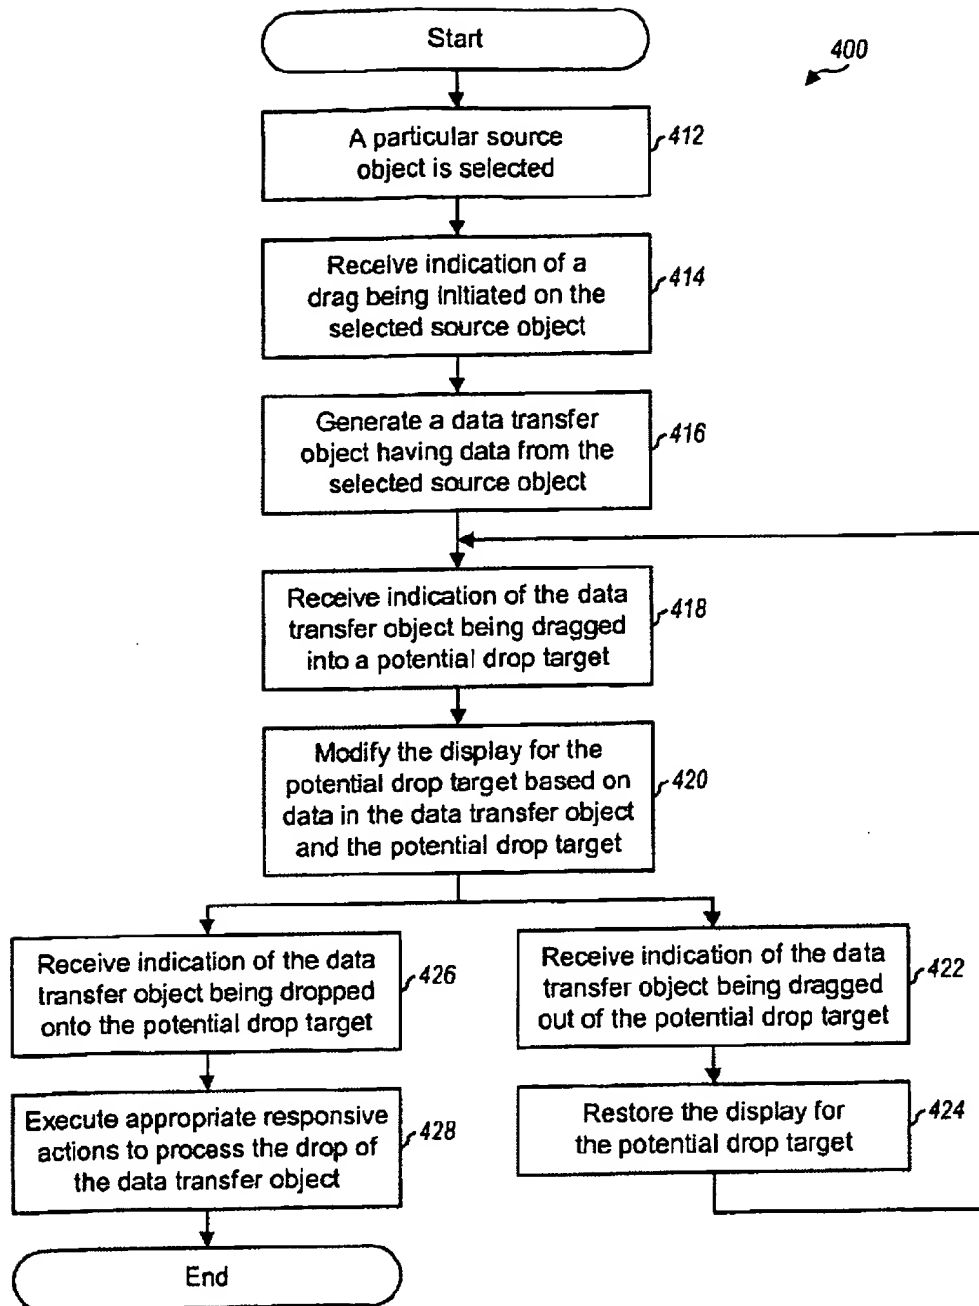 Start
400
A particular source
object is selected
412
Receive indication of a
drag being initiated on the
selected source object
414
Generate a data transfer
object having data from the
selected source object
416
Receive indication of the data
transfer object being dragged
into a potential drop target
418
Modify the display for the
potential drop target based on
data in the data transfer object
and the potential drop target
420
Receive indication of the data
transfer object being dropped
onto the potential drop target
426
Receive indication of the data
transfer object being dragged
out of the potential drop target
422
Execute appropriate responsive
actions to process the drop of
the data transfer object
428
Restore the display for
the potential drop target
424
End